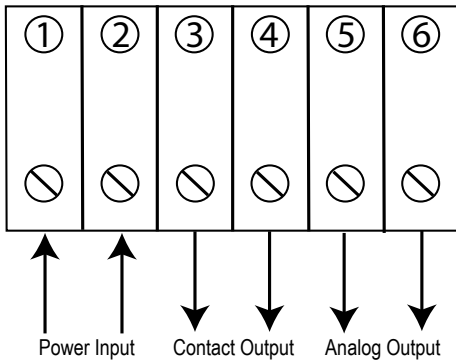 ① ② ③ ④ ⑤ ⑥
Power Input Contact Output Analog Output